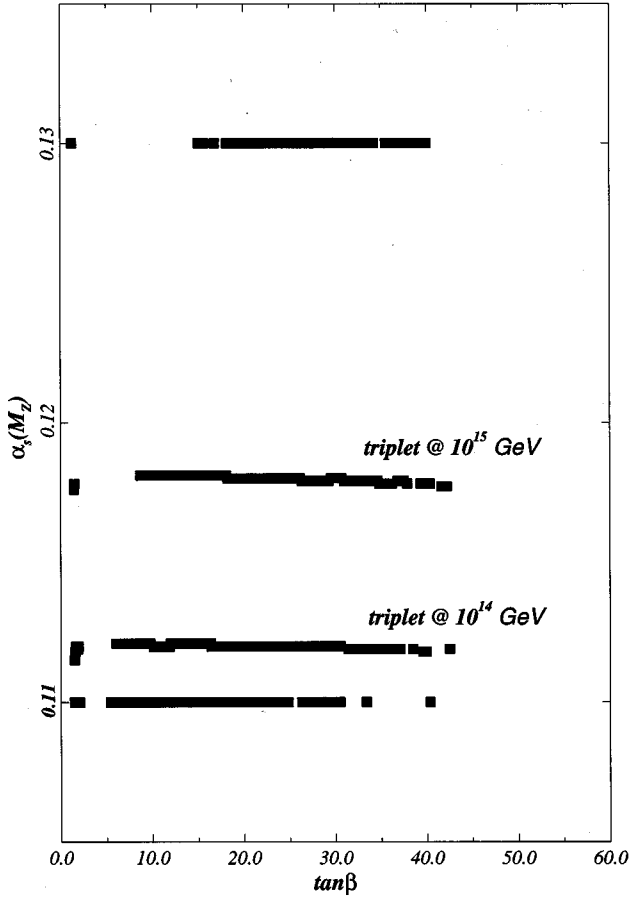 0.13
0.12
triplet @ 10^15 GeV
α_s(M_Z)
triplet @ 10^14 GeV
0.11
0.0 10.0 20.0 30.0 40.0 50.0 60.0
tanβ